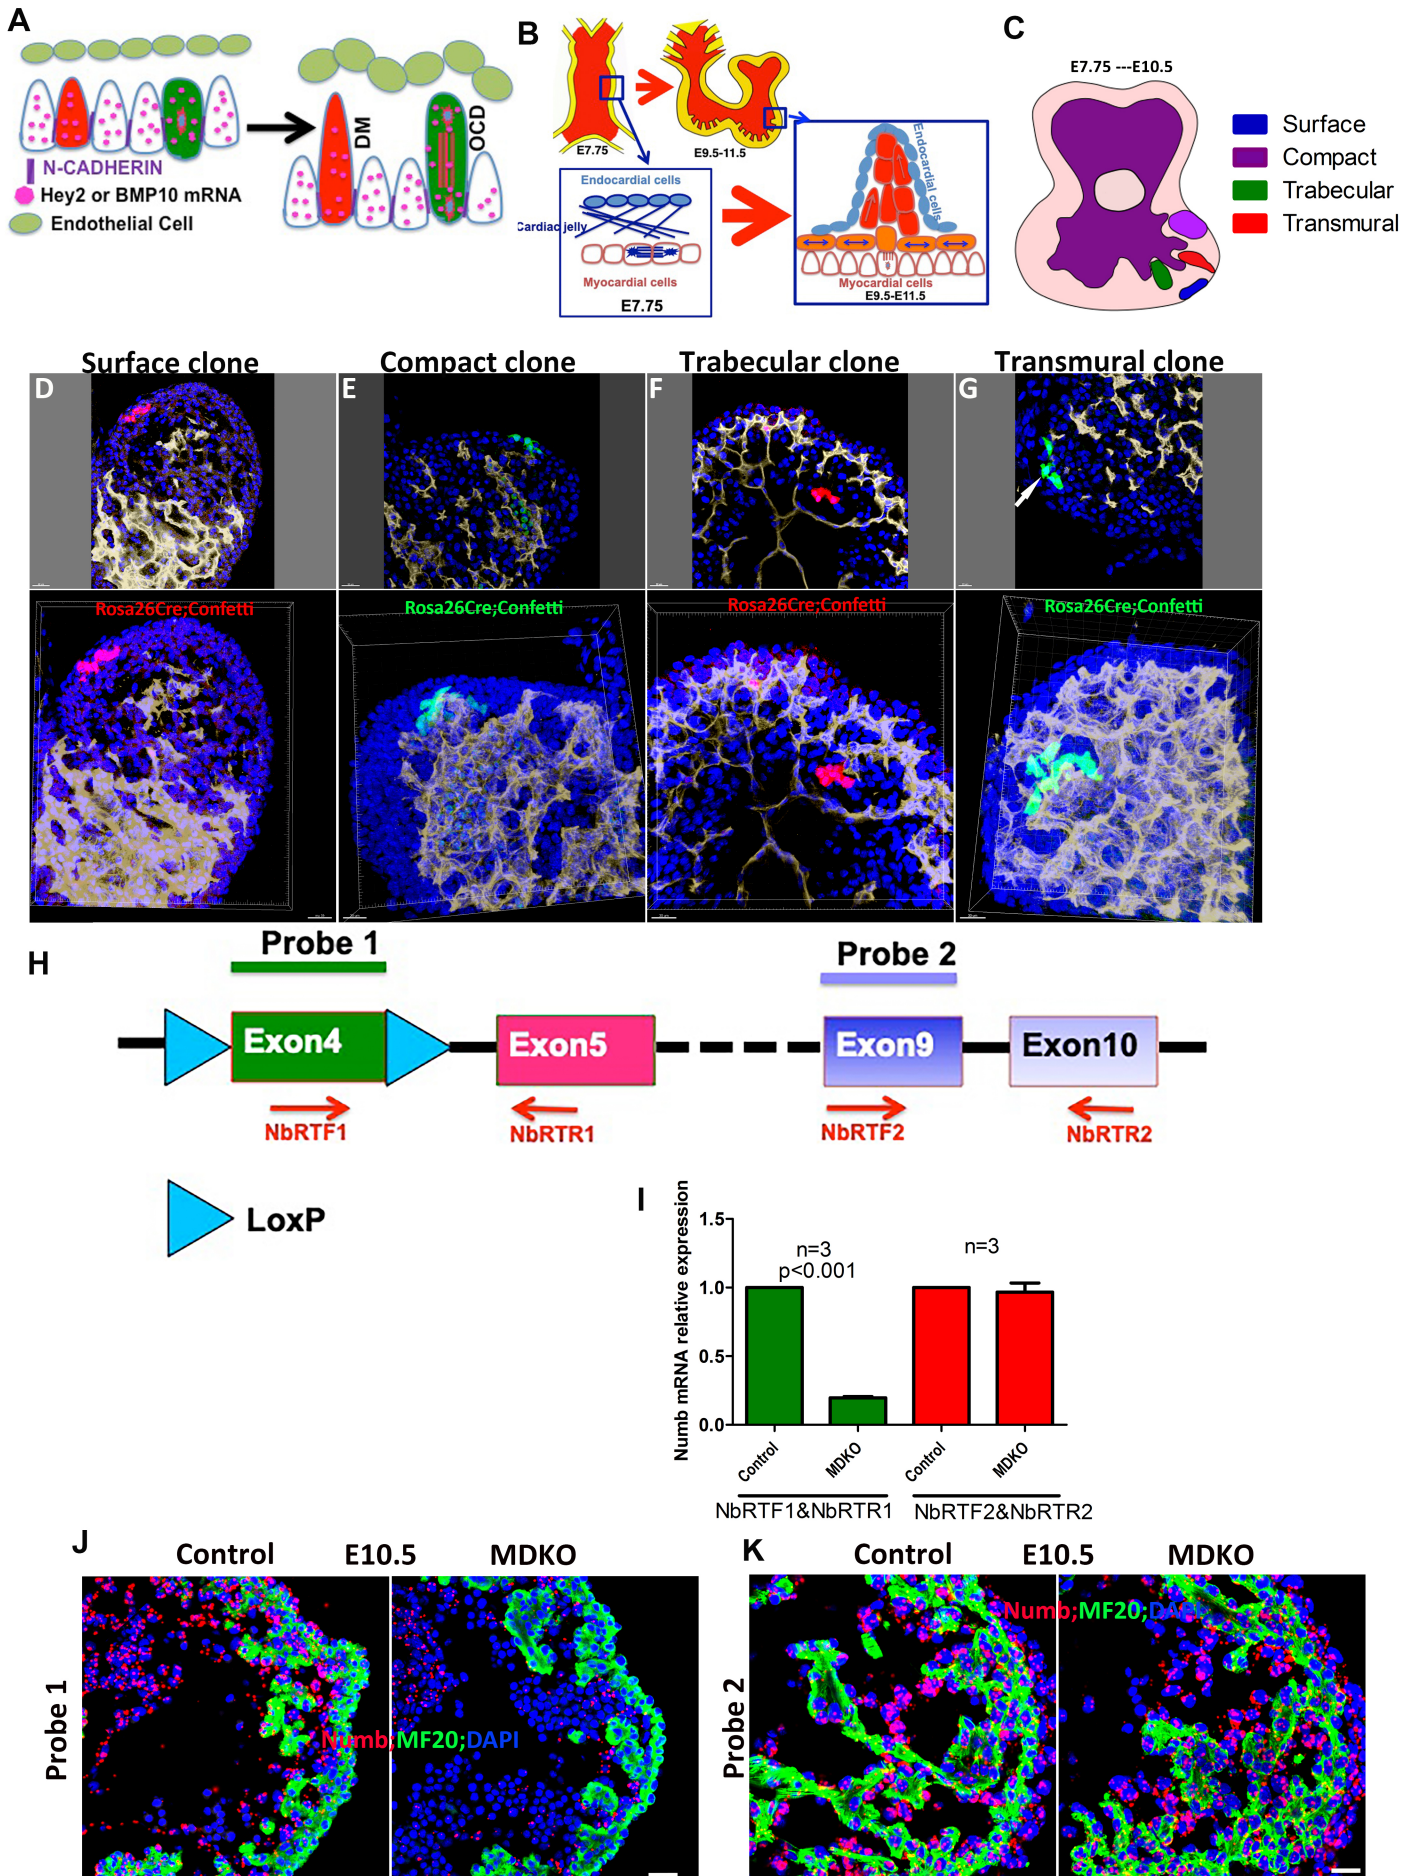 A
DM
OCD
N-CADHERIN
Hey2 or BMP10 mRNA
Endothelial Cell
B
E7.75
E9.5-11.5
Endocardial cells
Cardiac jelly
Myocardial cells
E7.75
Endocardial cells
Myocardial cells
E9.5-E11.5
C
E7.75 ---E10.5
Surface
Compact
Trabecular
Transmural
Surface clone
Compact clone
Trabecular clone
Transmural clone
D
E
F
G
Rosa26Cre;Confetti
Rosa26Cre;Confetti
Rosa26Cre;Confetti
Rosa26Cre;Confetti
H
Probe 1
Probe 2
Exon4
Exon5
Exon9
Exon10
NbRTF1
NbRTR1
NbRTF2
NbRTR2
LoxP
I
Numb mRNA relative expression
1.5
1.0
0.5
0.0
n=3
p<0.001
n=3
Control
MDKO
Control
MDKO
NbRTF1&NbRTR1
NbRTF2&NbRTR2
J
Control
E10.5
MDKO
Probe 1
Numb;MF20;DAPI
K
Control
E10.5
MDKO
Probe 2
Numb;MF20;DAPI